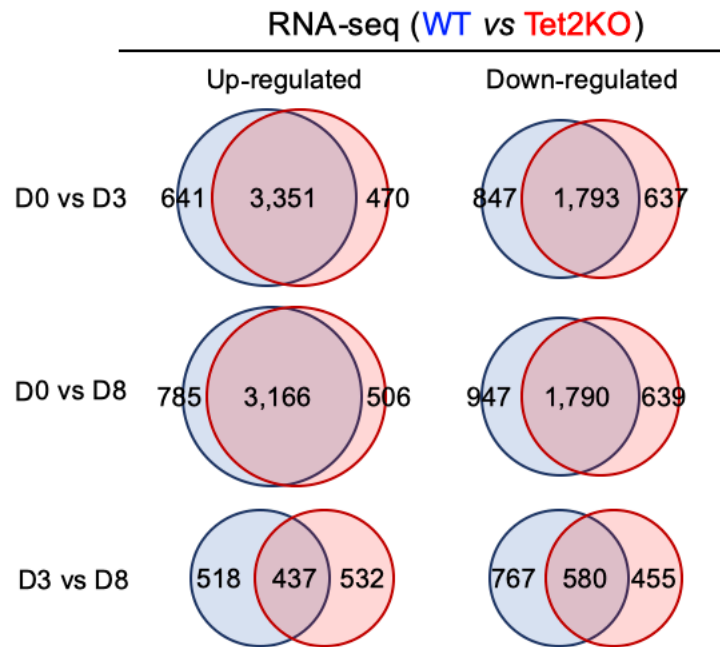 RNA-seq (WT vs Tet2KO)
Up-regulated Down-regulated
D0 vs D3 641 3,351 470 847 1,793 637
D0 vs D8 785 3,166 506 947 1,790 639
D3 vs D8 518 437 532 767 580 455